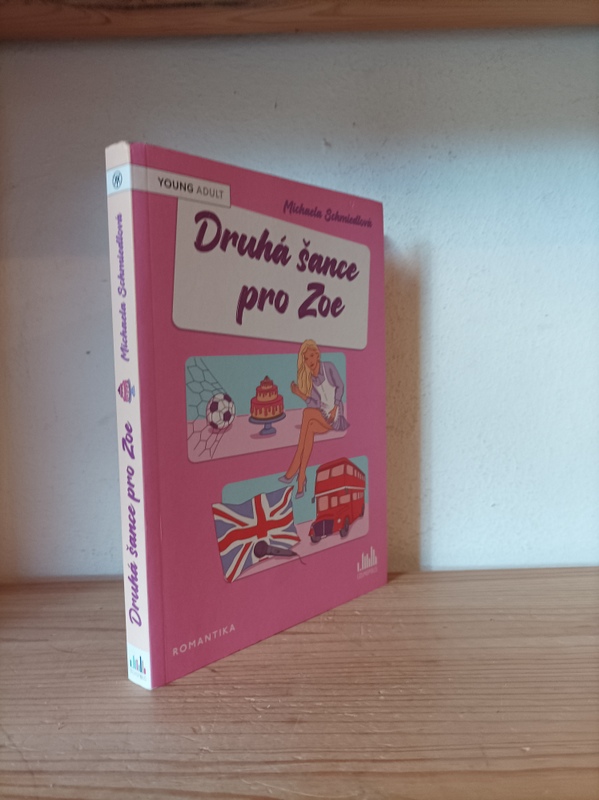 YOUNG ADULT
Michaela Schmiedlová
Druhá šance
pro Zoe
ROMANTIKA
Druhá šance pro Zoe
Michaela Schmiedlová